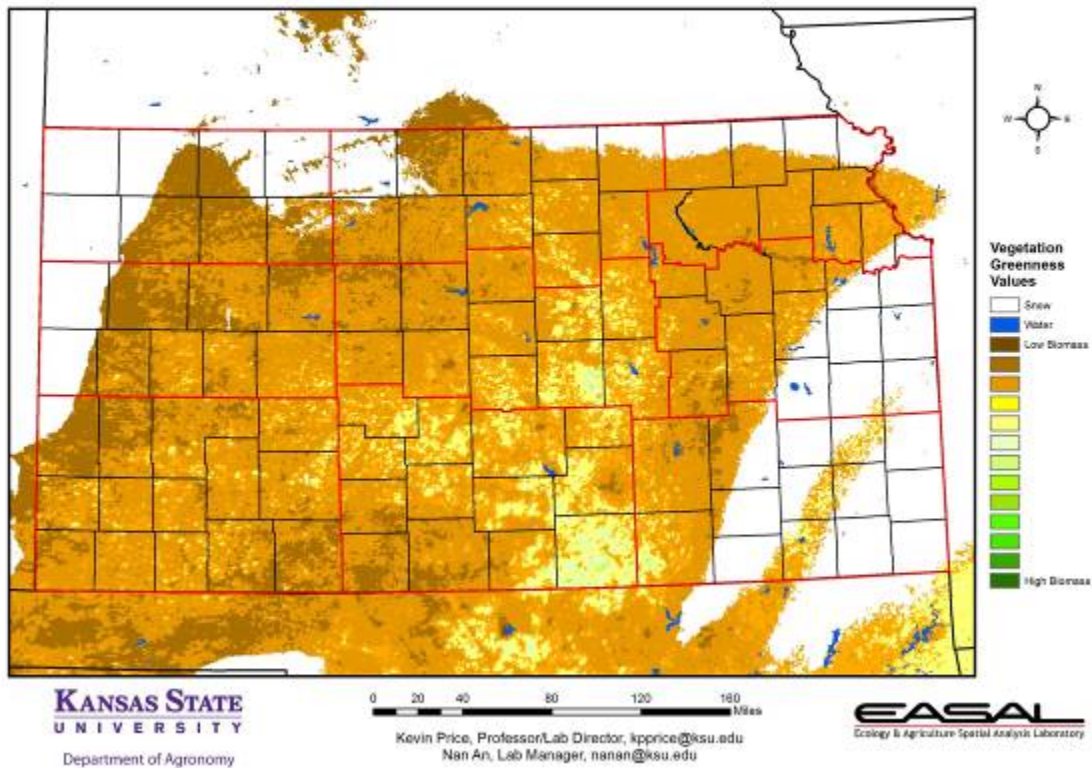 N
W E
S
Vegetation
Greenness
Values
Snow
Water
Low Biomass
High Biomass
KANSAS STATE
UNIVERSITY
Department of Agronomy
0 20 40 80 120 160
Miles
Kevin Price, Professor/Lab Director, kpprice@ksu.edu
Nan An, Lab Manager, nanan@ksu.edu
EASAL
Ecology & Agriculture Spatial Analysis Laboratory